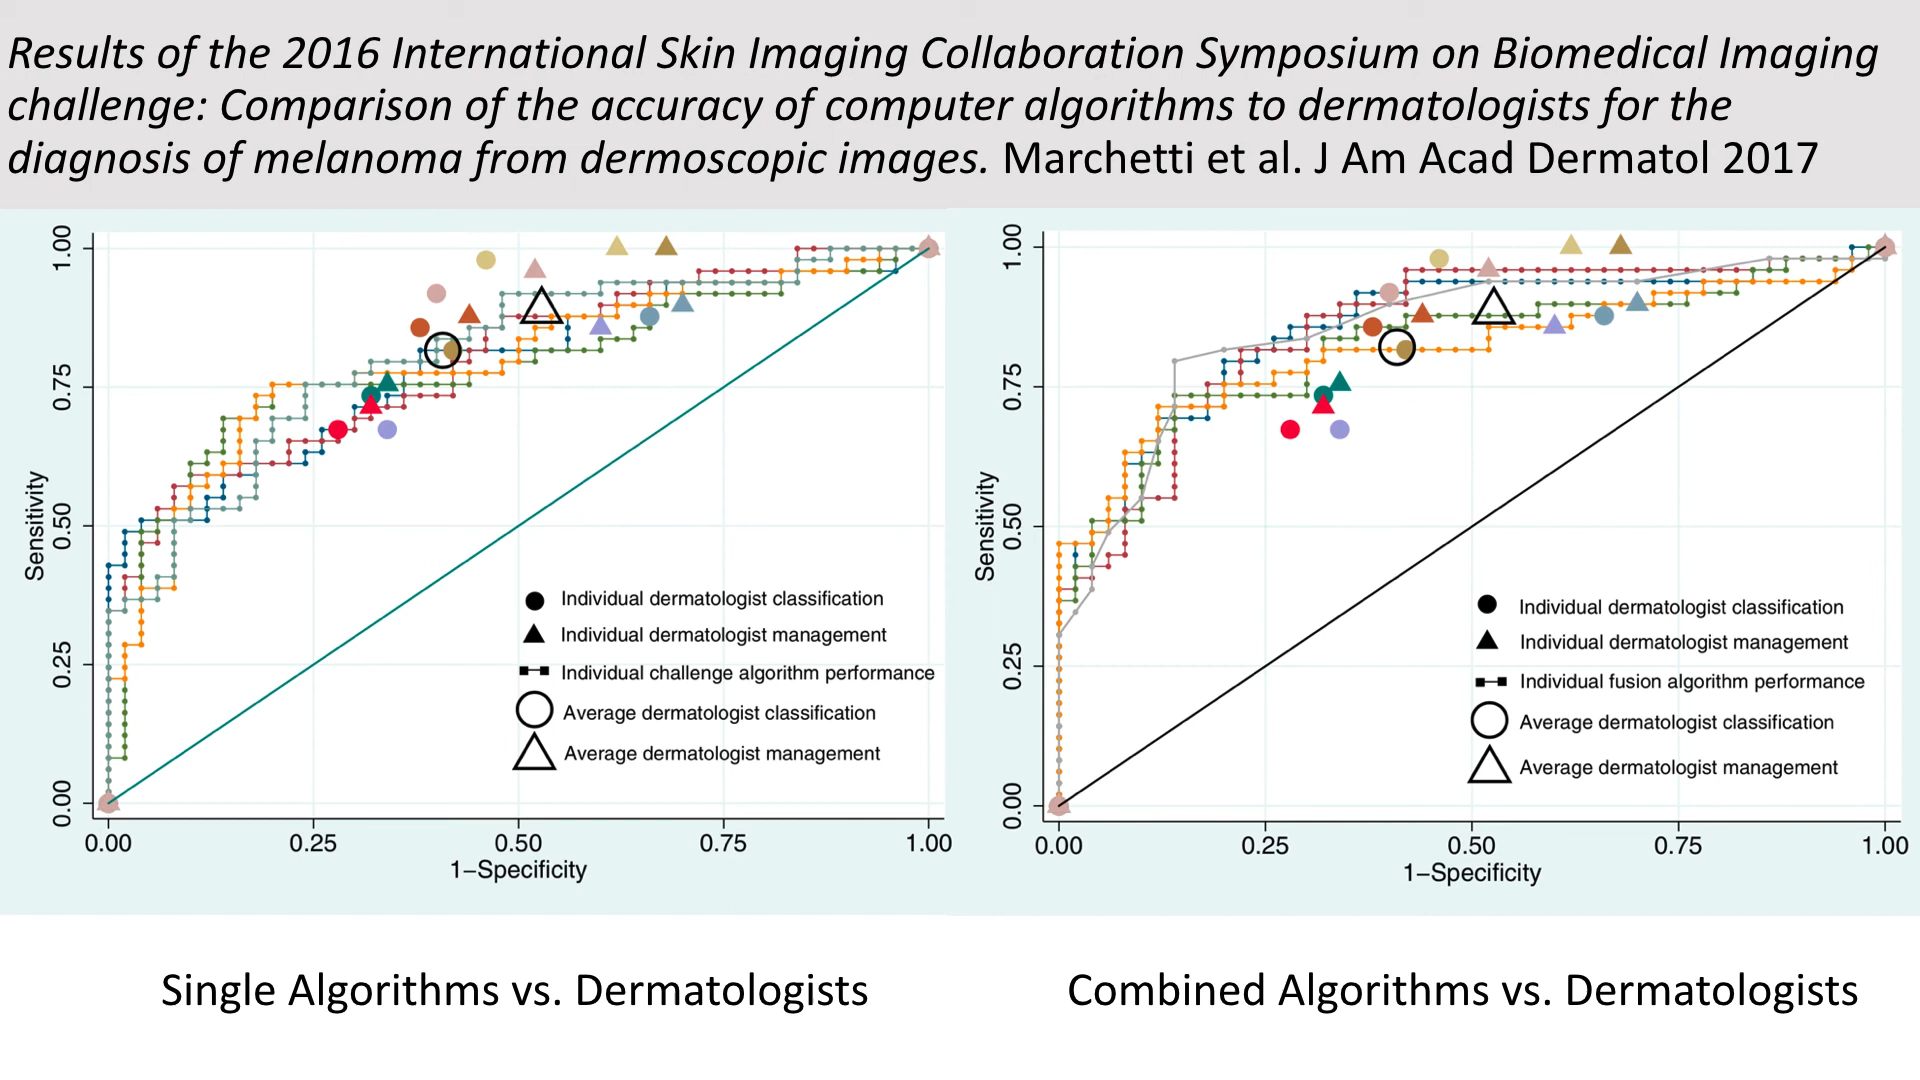 Results of the 2016 International Skin Imaging Collaboration Symposium on Biomedical Imaging
challenge: Comparison of the accuracy of computer algorithms to dermatologists for the
diagnosis of melanoma from dermoscopic images. Marchetti et al. J Am Acad Dermatol 2017
1.00
0.75
0.50
0.25
0.00
Sensitivity
Individual dermatologist classification
Individual dermatologist management
Individual challenge algorithm performance
Average dermatologist classification
Average dermatologist management
0.00 0.25 0.50 0.75 1.00
1−Specificity
1.00
0.75
0.50
0.25
0.00
Sensitivity
Individual dermatologist classification
Individual dermatologist management
Individual fusion algorithm performance
Average dermatologist classification
Average dermatologist management
0.00 0.25 0.50 0.75 1.00
1−Specificity
Single Algorithms vs. Dermatologists
Combined Algorithms vs. Dermatologists